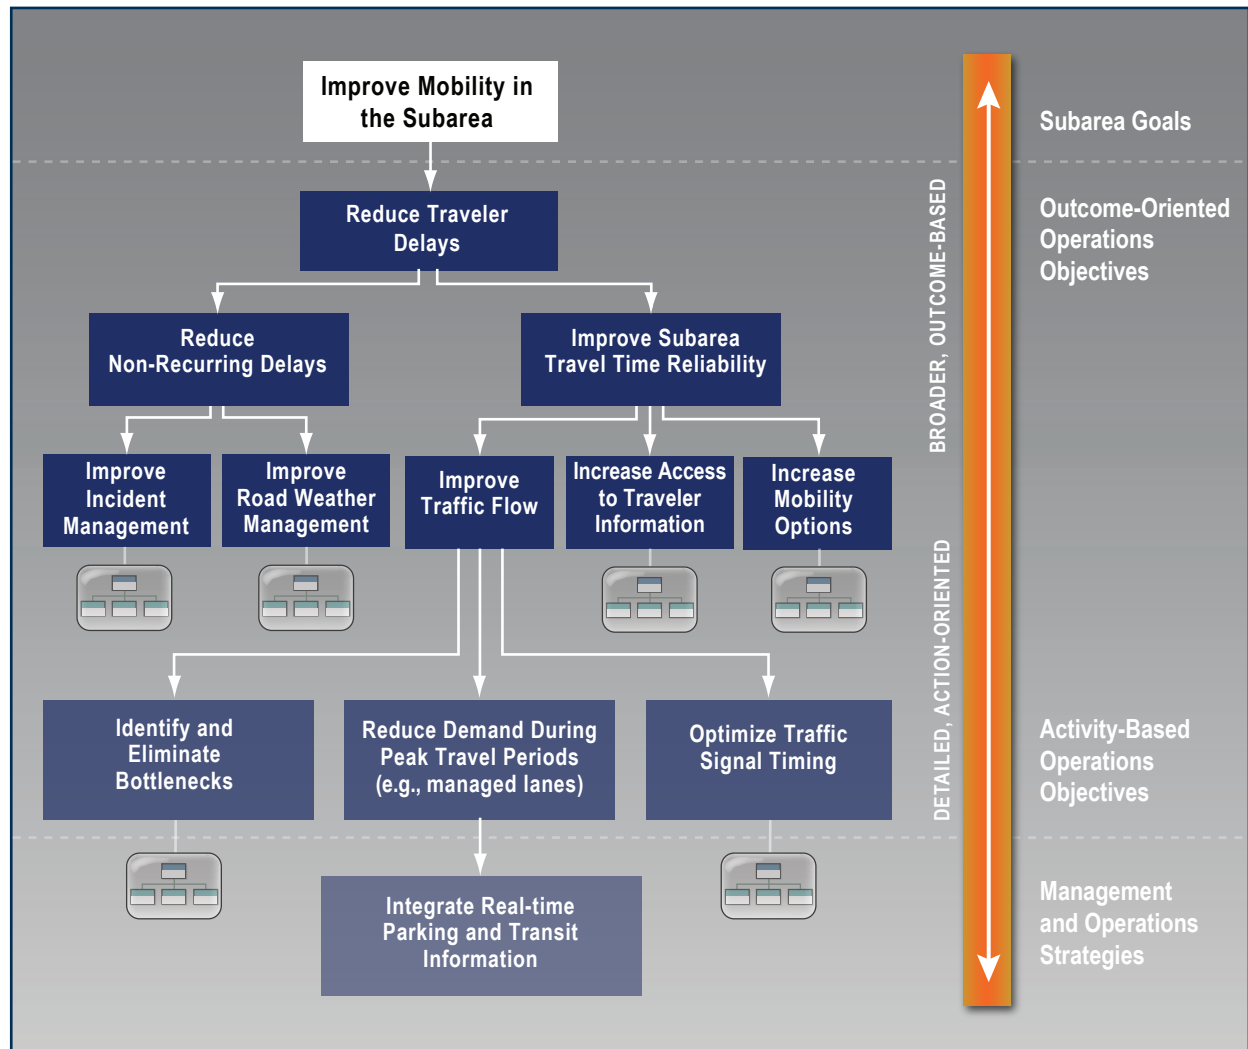 Improve Mobility in
the Subarea
Subarea Goals
Reduce Traveler
Delays
Outcome-Oriented
Operations
Objectives
Reduce
Non-Recurring Delays
Improve Subarea
Travel Time Reliability
BROADER, OUTCOME-BASED
Improve
Incident
Management
Improve
Road Weather
Management
Improve
Traffic Flow
Increase Access
to Traveler
Information
Increase
Mobility
Options
DETAILED, ACTION-ORIENTED
Identify and
Eliminate
Bottlenecks
Reduce Demand During
Peak Travel Periods
(e.g., managed lanes)
Optimize Traffic
Signal Timing
Activity-Based
Operations
Objectives
Integrate Real-time
Parking and Transit
Information
Management
and Operations
Strategies